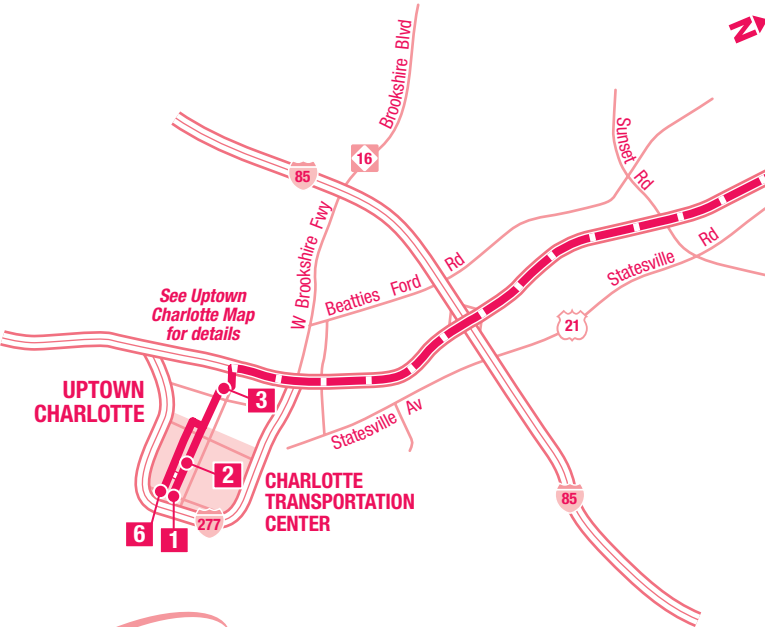 N
Brookshire Blvd
16
85
Sunset Rd
W Brookshire Fwy
Beatties Ford Rd
Statesville Rd
21
See Uptown
Charlotte Map
for details
UPTOWN
CHARLOTTE
3
Statesville Av
2
CHARLOTTE
TRANSPORTATION
CENTER
85
277
6
1